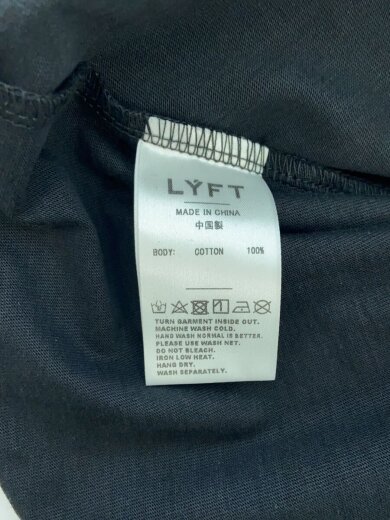 LYFT
MADE IN CHINA
中国製
BODY: COTTON 100%
TURN GARMENT INSIDE OUT.
MACHINE WASH COLD.
HAND WASH NORMAL IS BETTER.
PLEASE USE WASH NET.
DO NOT BLEACH.
IRON LOW HEAT.
HAND DRY.
WASH SEPARATELY.